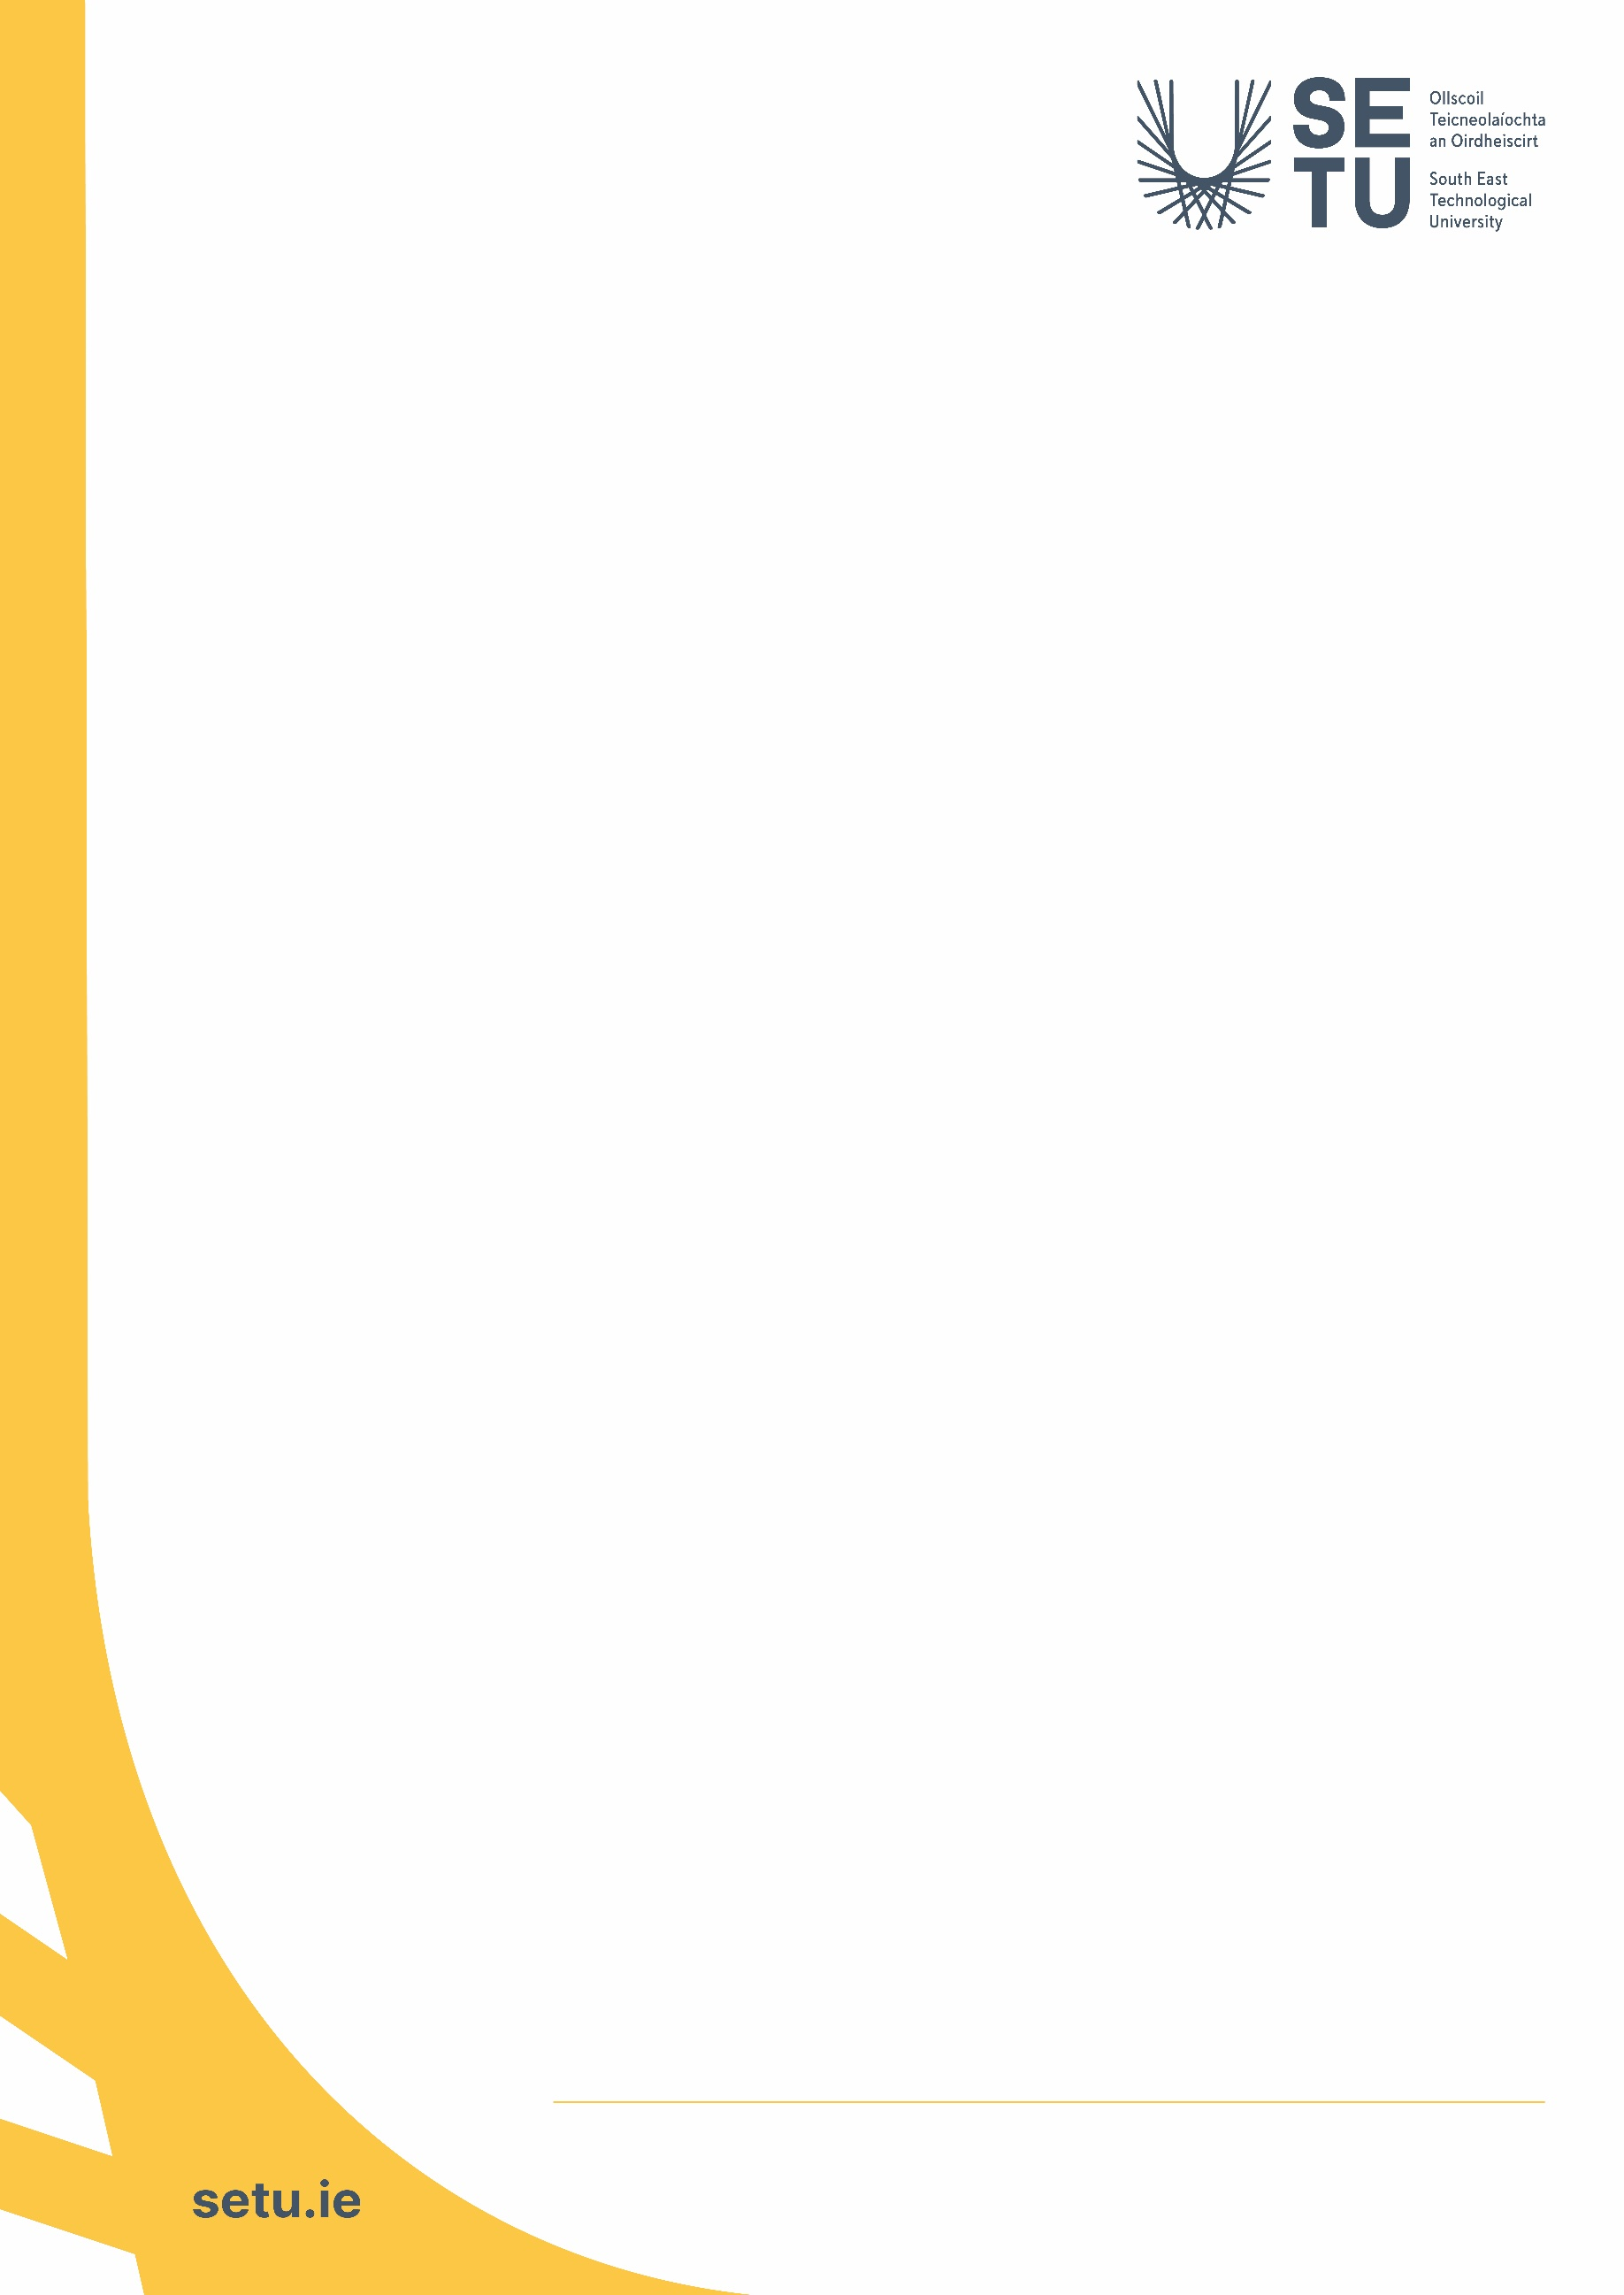 SE
TU
Ollscoil
Teicneolaíochta
an Oirdheiscirt
South East
Technological
University
setu.ie